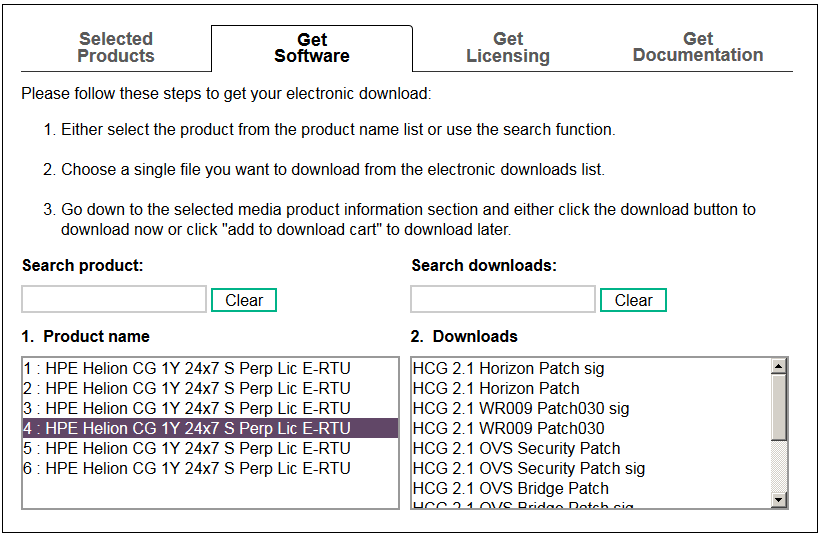 Selected Products
Get Software
Get Licensing
Get Documentation
Please follow these steps to get your electronic download:
1. Either select the product from the product name list or use the search function.
2. Choose a single file you want to download from the electronic downloads list.
3. Go down to the selected media product information section and either click the download button to
download now or click "add to download cart" to download later.
Search product:
Clear
Search downloads:
Clear
1. Product name
1 : HPE Helion CG 1Y 24x7 S Perp Lic E-RTU
2 : HPE Helion CG 1Y 24x7 S Perp Lic E-RTU
3 : HPE Helion CG 1Y 24x7 S Perp Lic E-RTU
4 : HPE Helion CG 1Y 24x7 S Perp Lic E-RTU
5 : HPE Helion CG 1Y 24x7 S Perp Lic E-RTU
6 : HPE Helion CG 1Y 24x7 S Perp Lic E-RTU
2. Downloads
HCG 2.1 Horizon Patch sig
HCG 2.1 Horizon Patch
HCG 2.1 WR009 Patch030 sig
HCG 2.1 WR009 Patch030
HCG 2.1 OVS Security Patch
HCG 2.1 OVS Security Patch sig
HCG 2.1 OVS Bridge Patch
HCG 2.1 OVS Bridge Patch sig